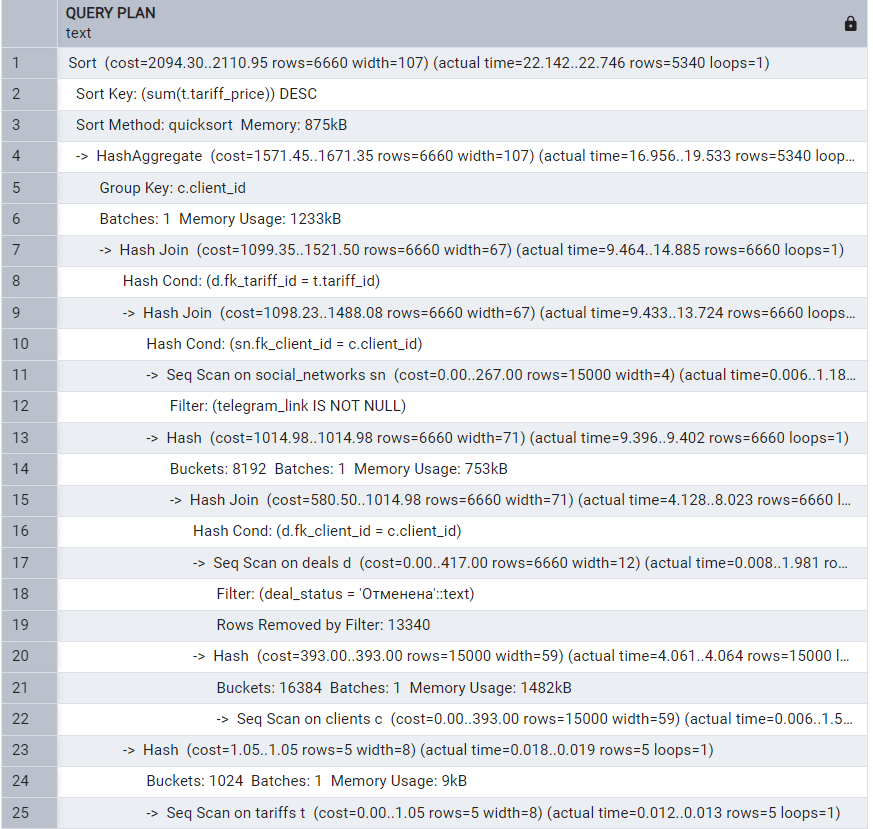 QUERY PLAN
text
1 Sort (cost=2094.30..2110.95 rows=6660 width=107) (actual time=22.142..22.746 rows=5340 loops=1)
2 Sort Key: (sum(t.tariff_price)) DESC
3 Sort Method: quicksort Memory: 875kB
4 -> HashAggregate (cost=1571.45..1671.35 rows=6660 width=107) (actual time=16.956..19.533 rows=5340 loop...
5 Group Key: c.client_id
6 Batches: 1 Memory Usage: 1233kB
7 -> Hash Join (cost=1099.35..1521.50 rows=6660 width=67) (actual time=9.464..14.885 rows=6660 loops=1)
8 Hash Cond: (d.fk_tariff_id = t.tariff_id)
9 -> Hash Join (cost=1098.23..1488.08 rows=6660 width=67) (actual time=9.433..13.724 rows=6660 loops...
10 Hash Cond: (sn.fk_client_id = c.client_id)
11 -> Seq Scan on social_networks sn (cost=0.00..267.00 rows=15000 width=4) (actual time=0.006..1.18...
12 Filter: (telegram_link IS NOT NULL)
13 -> Hash (cost=1014.98..1014.98 rows=6660 width=71) (actual time=9.396..9.402 rows=6660 loops=1)
14 Buckets: 8192 Batches: 1 Memory Usage: 753kB
15 -> Hash Join (cost=580.50..1014.98 rows=6660 width=71) (actual time=4.128..8.023 rows=6660 l...
16 Hash Cond: (d.fk_client_id = c.client_id)
17 -> Seq Scan on deals d (cost=0.00..417.00 rows=6660 width=12) (actual time=0.008..1.981 ro...
18 Filter: (deal_status = 'Отменена'::text)
19 Rows Removed by Filter: 13340
20 -> Hash (cost=393.00..393.00 rows=15000 width=59) (actual time=4.061..4.064 rows=15000 l...
21 Buckets: 16384 Batches: 1 Memory Usage: 1482kB
22 -> Seq Scan on clients c (cost=0.00..393.00 rows=15000 width=59) (actual time=0.006..1.5...
23 -> Hash (cost=1.05..1.05 rows=5 width=8) (actual time=0.018..0.019 rows=5 loops=1)
24 Buckets: 1024 Batches: 1 Memory Usage: 9kB
25 -> Seq Scan on tariffs t (cost=0.00..1.05 rows=5 width=8) (actual time=0.012..0.013 rows=5 loops=1)